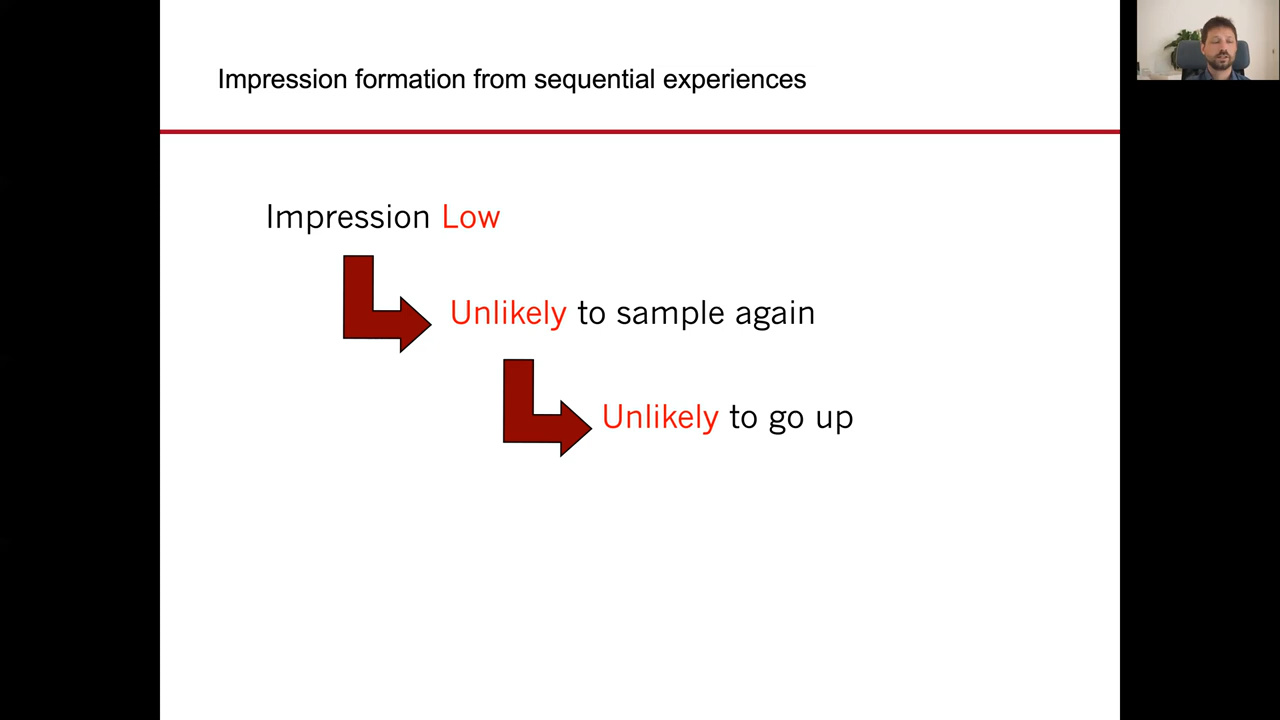 Impression formation from sequential experiences
Impression Low
Unlikely to sample again
Unlikely to go up